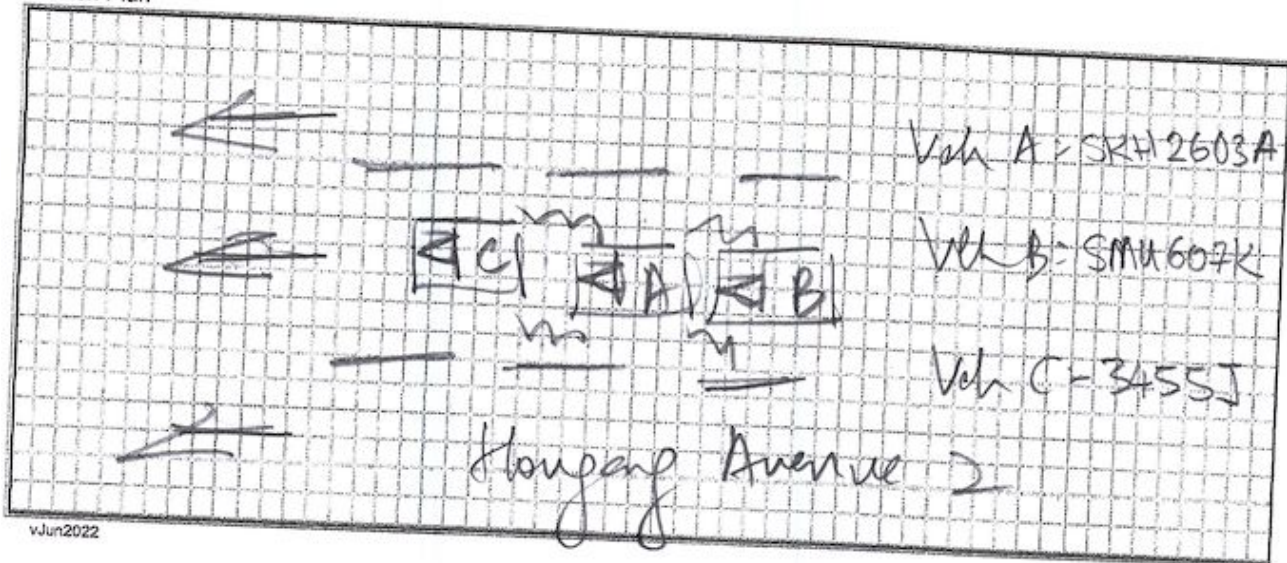 Veh A: SKH2603A
C A B
Veh B: SMU607K
Veh C - 3455J
Hougang Avenue 2
vJun2022